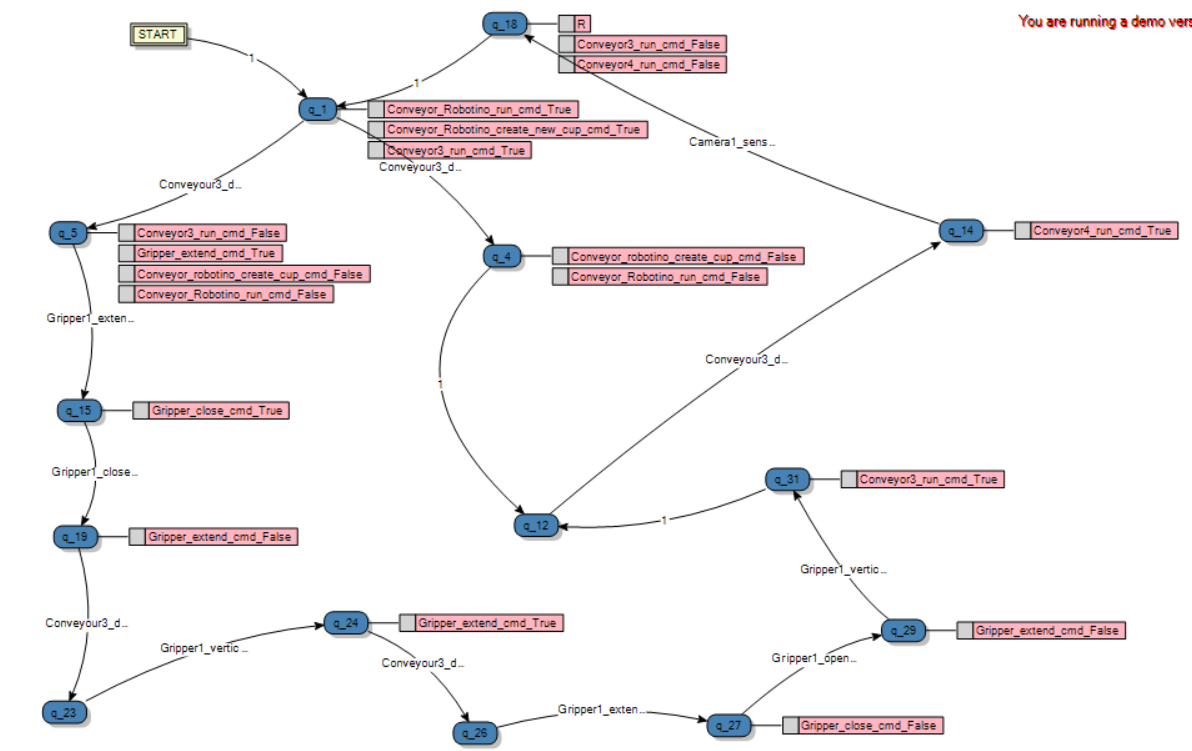 You are running a demo vers
START
q_18
R
Conveyor3_run_cmd_False
Conveyor4_run_cmd_False
1
1
q_1
Conveyor_Robotino_run_cmd_True
Conveyor_Robotino_create_new_cup_cmd_True
Conveyor3_run_cmd_True
Camera1_sens...
Conveyour3_d...
Conveyour3_d...
q_5
Conveyor3_run_cmd_False
Gripper_extend_cmd_True
Conveyor_robotino_create_cup_cmd_False
Conveyor_Robotino_run_cmd_False
q_4
Conveyor_robotino_create_cup_cmd_False
Conveyor_Robotino_run_cmd_False
q_14
Conveyor4_run_cmd_True
Gripper1_exten...
Conveyour3_d...
1
q_15
Gripper_close_cmd_True
Gripper1_close...
q_31
Conveyor3_run_cmd_True
q_19
Gripper_extend_cmd_False
q_12
1
Gripper1_vertic...
Conveyour3_d...
q_24
Gripper_extend_cmd_True
q_29
Gripper_extend_cmd_False
Gripper1_vertic...
Conveyour3_d...
Gripper1_open...
q_23
Gripper1_exten...
q_26
q_27
Gripper_close_cmd_False